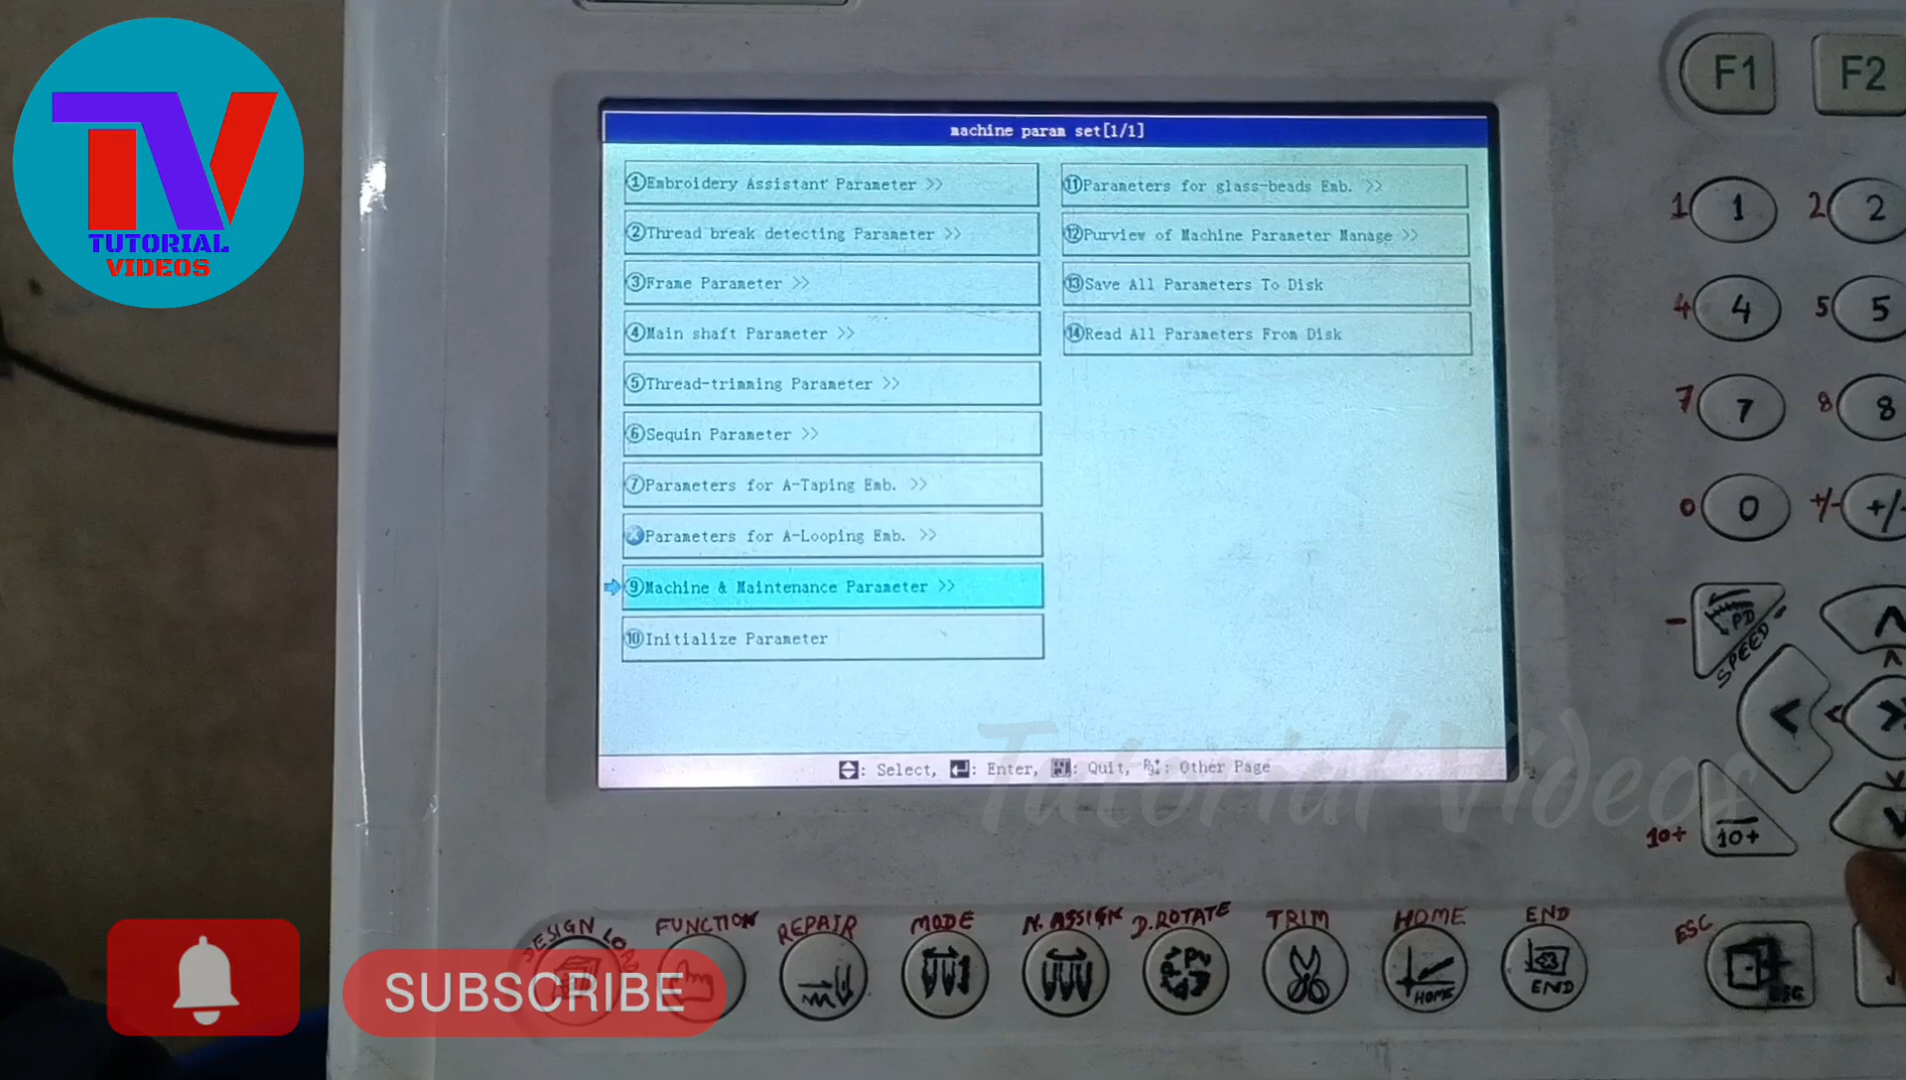 TV
TUTORIAL
VIDEOS
machine param set[1/1]
①Embroidery Assistant Parameter >>
②Thread break detecting Parameter >>
③Frame Parameter >>
④Main shaft Parameter >>
⑤Thread-trimming Parameter >>
⑥Sequin Parameter >>
⑦Parameters for A-Taping Emb. >>
Parameters for A-Looping Emb. >>
⑨Machine & Maintenance Parameter >>
⑩Initialize Parameter
⑪Parameters for glass-beads Emb. >>
⑫Purview of Machine Parameter Manage >>
⑬Save All Parameters To Disk
⑭Read All Parameters From Disk
: Select, : Enter, : Quit, : Other Page
Tutorial Videos
F1 F2
1 1 2 2
4 4 5 5
7 7 8 8
0 0 +/- +/-
- PD -
SPEED
10+ 10+
DESIGN LOAD FUNCTION REPAIR MODE N.ASSIGN D.ROTATE TRIM HOME END ESC
HOME END ESC
SUBSCRIBE